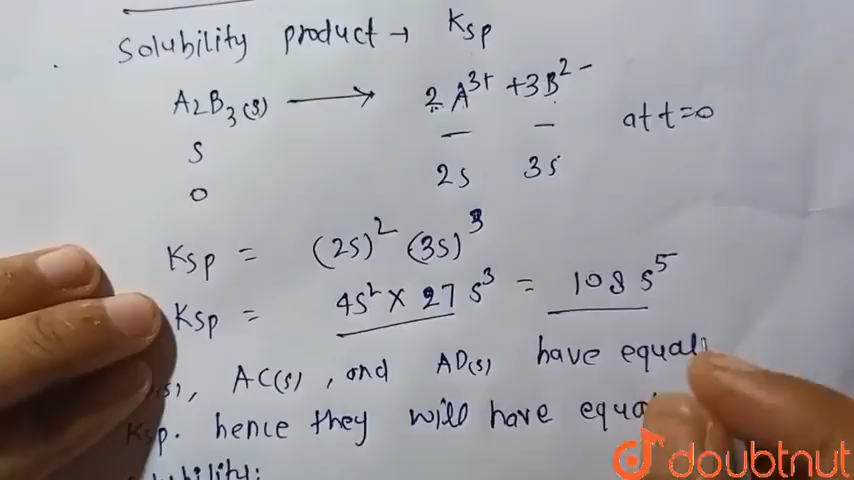 Solubility product → Ksp
A2B3(s) → 2A³⁺ + 3B²⁻
S — — at t=0
0 2s 3s
Ksp = (2s)² (3s)³
Ksp = 4s² × 27 s³ = 108 s⁵
(s), AC(s), and AD(s) have equal
Ksp. hence they will have equa
doubtnut